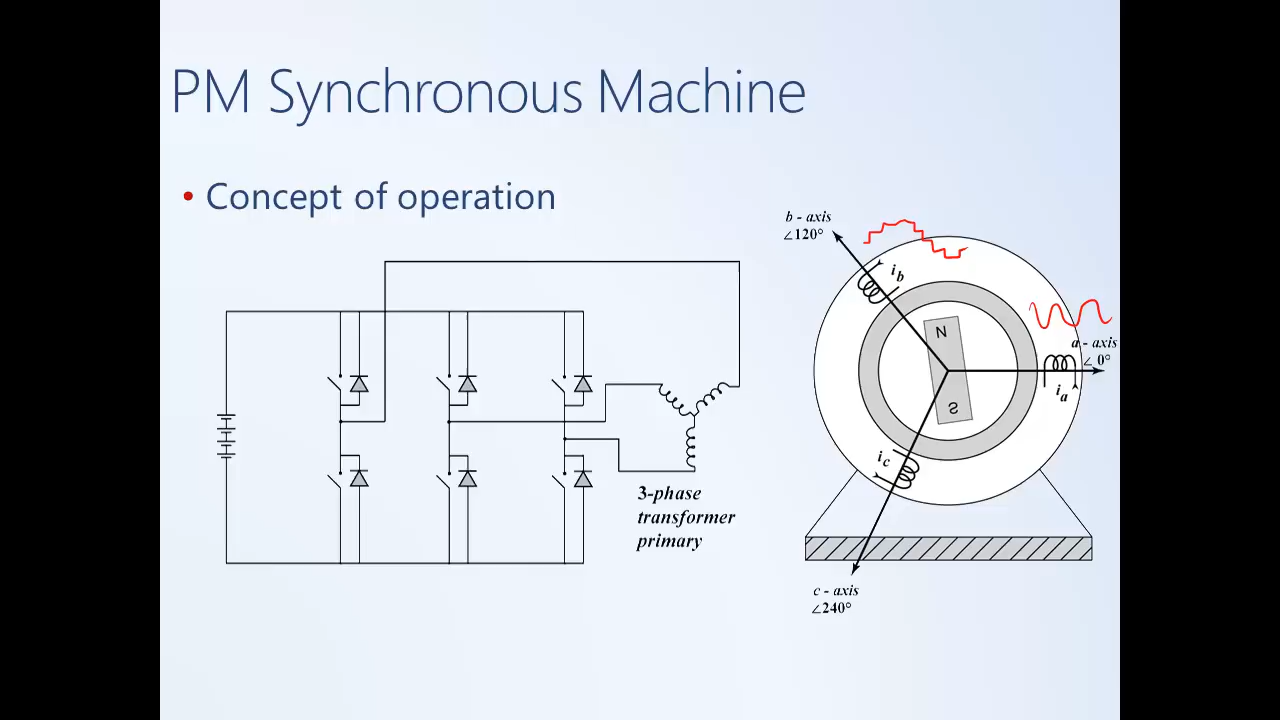 PM Synchronous Machine
• Concept of operation
b - axis
∠120°
i_b
N
S
a - axis
∠ 0°
i_a
i_c
3-phase
transformer
primary
c - axis
∠240°